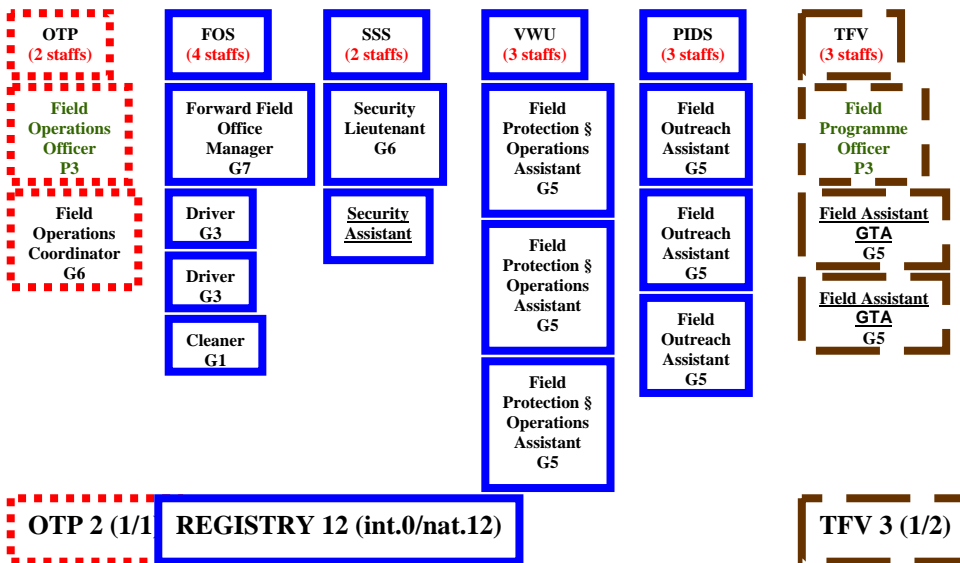 OTP
(2 staffs)
Field
Operations
Officer
P3
Field
Operations
Coordinator
G6
FOS
(4 staffs)
Forward Field
Office
Manager
G7
Driver
G3
Driver
G3
Cleaner
G1
SSS
(2 staffs)
Security
Lieutenant
G6
Security
Assistant
VWU
(3 staffs)
Field
Protection §
Operations
Assistant
G5
Field
Protection §
Operations
Assistant
G5
Field
Protection §
Operations
Assistant
G5
PIDS
(3 staffs)
Field
Outreach
Assistant
G5
Field
Outreach
Assistant
G5
Field
Outreach
Assistant
G5
TFV
(3 staffs)
Field
Programme
Officer
P3
Field Assistant
GTA
G5
Field Assistant
GTA
G5
OTP 2 (1/1)
REGISTRY 12 (int.0/nat.12)
TFV 3 (1/2)